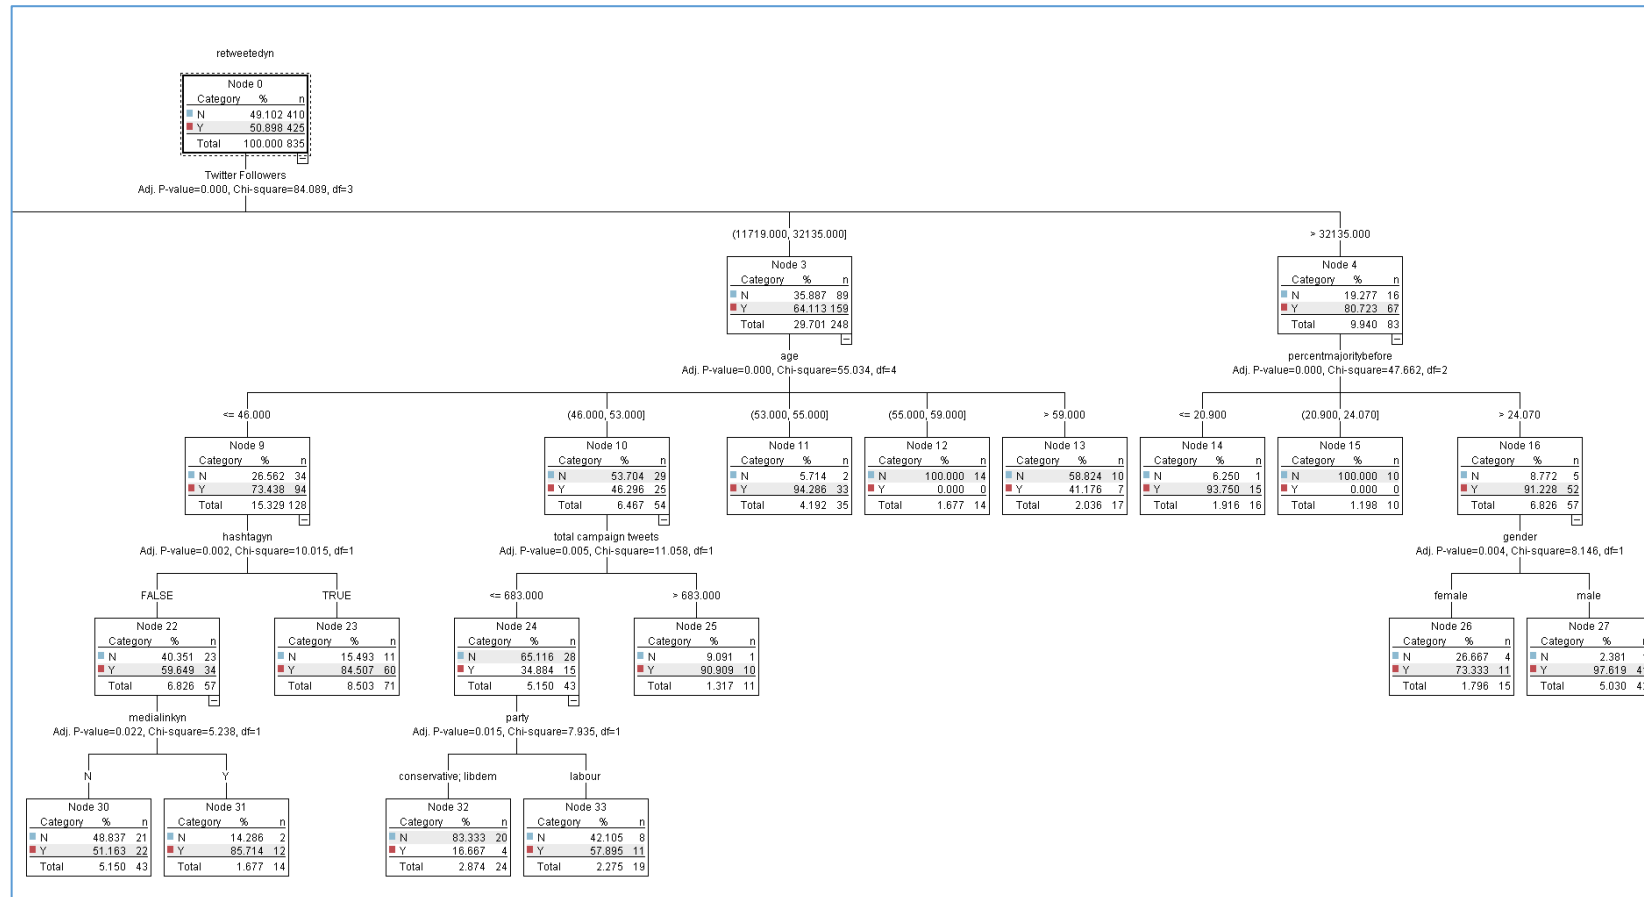 retweetedyn
Node 0
Category % n
N 49.102 410
Y 50.898 425
Total 100.000 835
Twitter Followers
Adj. P-value=0.000, Chi-square=84.089, df=3
(11719.000, 32135.000]
> 32135.000
Node 3
Category % n
N 35.887 89
Y 64.113 159
Total 29.701 248
Node 4
Category % n
N 19.277 16
Y 80.723 67
Total 9.940 83
age
Adj. P-value=0.000, Chi-square=55.034, df=4
percentmajoritybefore
Adj. P-value=0.000, Chi-square=47.662, df=2
<= 46.000
(46.000, 53.000]
(53.000, 55.000]
(55.000, 59.000]
> 59.000
<= 20.900
(20.900, 24.070]
> 24.070
Node 9
Category % n
N 26.562 34
Y 73.438 94
Total 15.329 128
Node 10
Category % n
N 53.704 29
Y 46.296 25
Total 6.467 54
Node 11
Category % n
N 5.714 2
Y 94.286 33
Total 4.192 35
Node 12
Category % n
N 100.000 14
Y 0.000 0
Total 1.677 14
Node 13
Category % n
N 58.824 10
Y 41.176 7
Total 2.036 17
Node 14
Category % n
N 6.250 1
Y 93.750 15
Total 1.916 16
Node 15
Category % n
N 100.000 10
Y 0.000 0
Total 1.198 10
Node 16
Category % n
N 8.772 5
Y 91.228 52
Total 6.826 57
hashtagyn
Adj. P-value=0.002, Chi-square=10.015, df=1
total campaign tweets
Adj. P-value=0.005, Chi-square=11.058, df=1
gender
Adj. P-value=0.004, Chi-square=8.146, df=1
FALSE
TRUE
<= 683.000
> 683.000
female
male
Node 22
Category % n
N 40.351 23
Y 59.649 34
Total 6.826 57
Node 23
Category % n
N 15.493 11
Y 84.507 60
Total 8.503 71
Node 24
Category % n
N 65.116 28
Y 34.884 15
Total 5.150 43
Node 25
Category % n
N 9.091 1
Y 90.909 10
Total 1.317 11
Node 26
Category % n
N 26.667 4
Y 73.333 11
Total 1.796 15
Node 27
Category %
N 2.381
Y 97.619
Total 5.030
medialinkyn
Adj. P-value=0.022, Chi-square=5.238, df=1
party
Adj. P-value=0.015, Chi-square=7.935, df=1
N
Y
conservative; libdem
labour
Node 30
Category % n
N 48.837 21
Y 51.163 22
Total 5.150 43
Node 31
Category % n
N 14.286 2
Y 85.714 12
Total 1.677 14
Node 32
Category % n
N 83.333 20
Y 16.667 4
Total 2.874 24
Node 33
Category % n
N 42.105 8
Y 57.895 11
Total 2.275 19